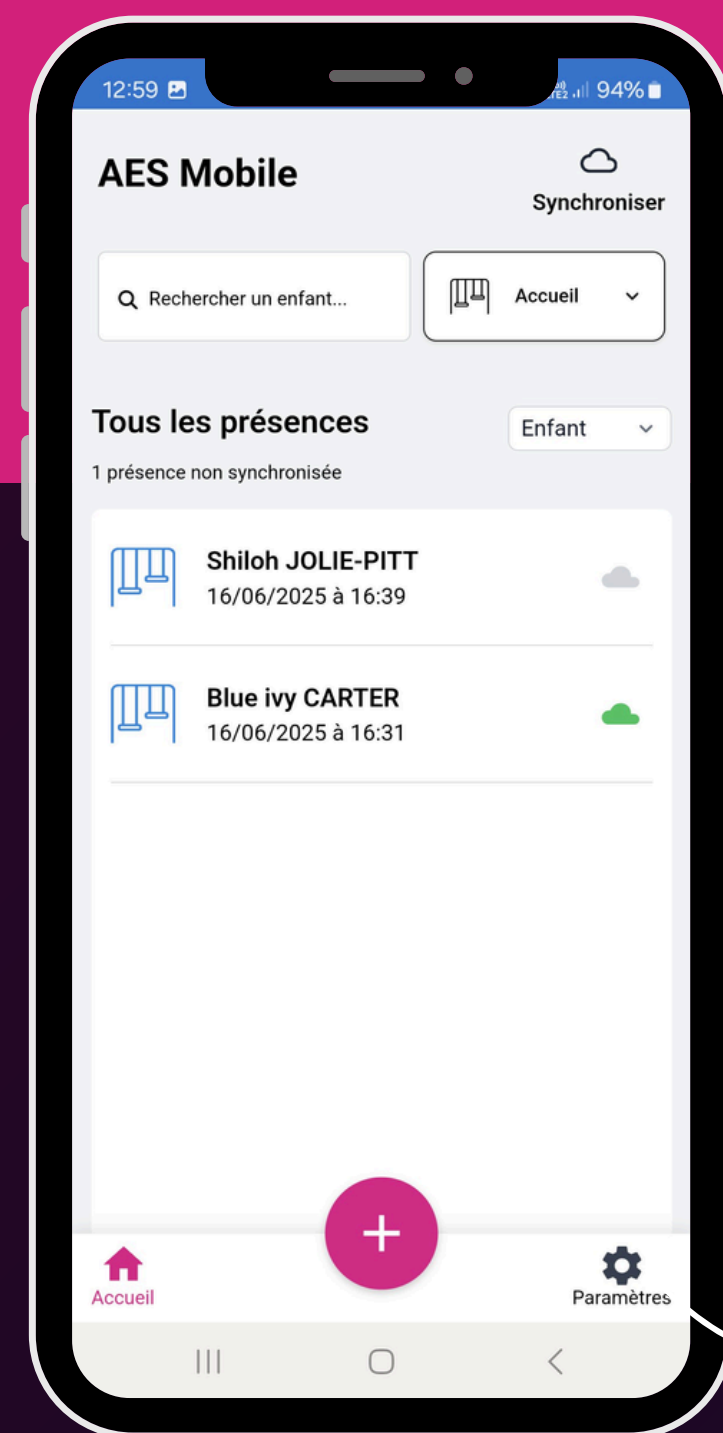 12:59
94%
AES Mobile
Synchroniser
Rechercher un enfant...
Accueil
Tous les présences
Enfant
1 présence non synchronisée
Shiloh JOLIE-PITT
16/06/2025 à 16:39
Blue ivy CARTER
16/06/2025 à 16:31
+
Accueil
Paramètres